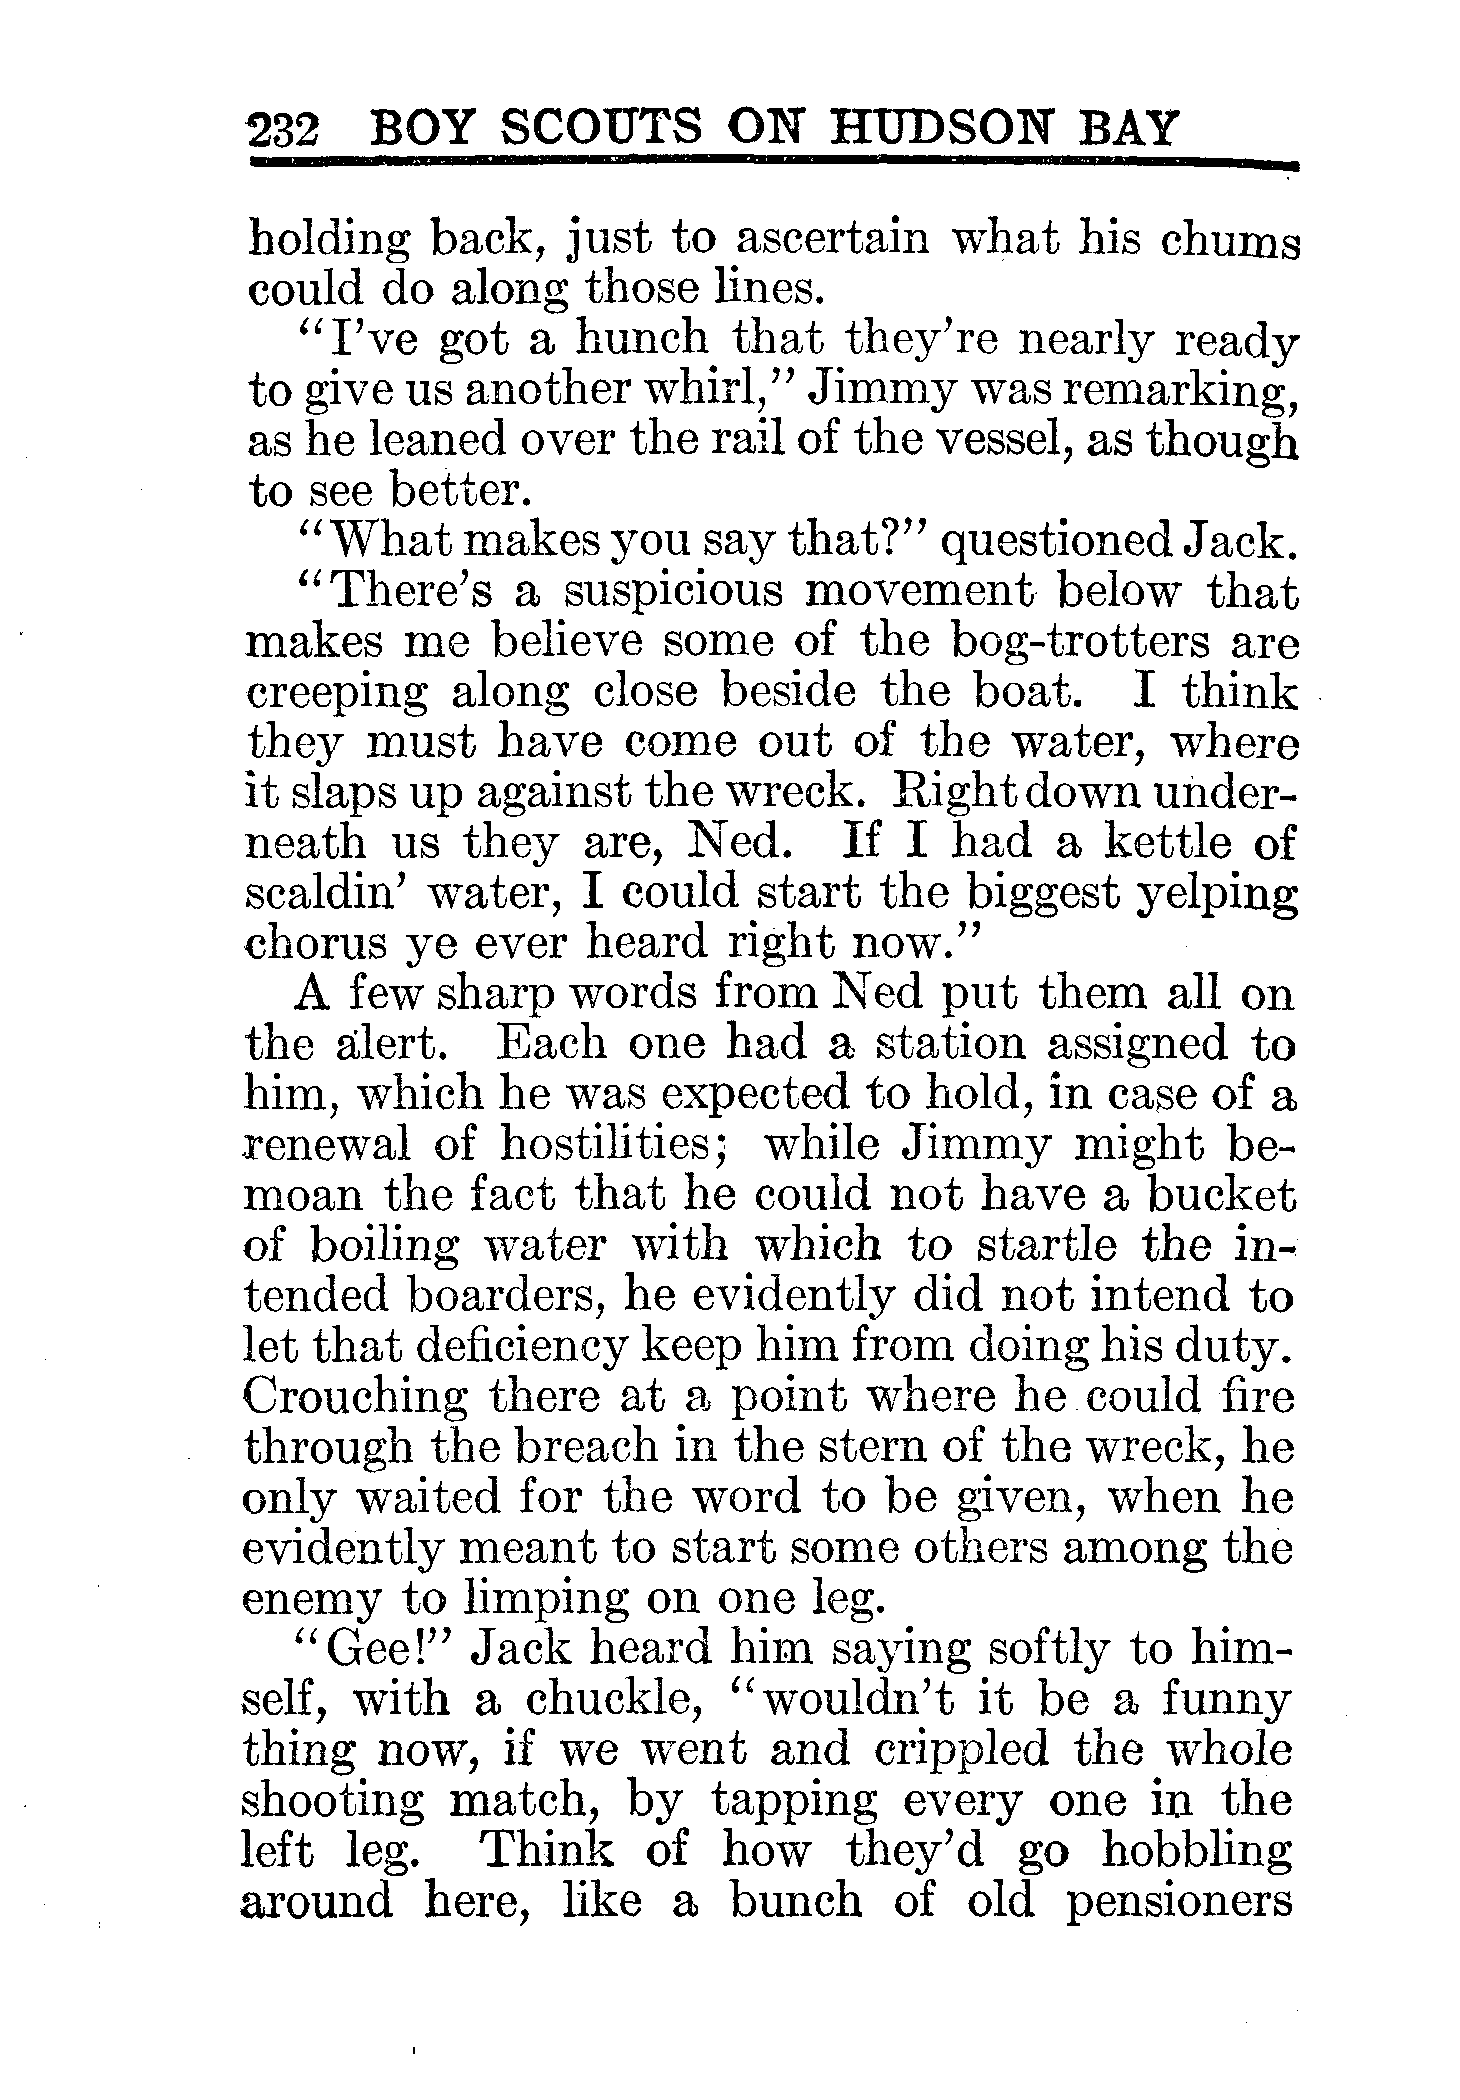 232 BOY SCOUTS ON HUDSON BAY
holding back, just to ascertain what his chums
could do along those lines.
“I’ve got a hunch that they’re nearly ready
to give us another whirl,” Jimmy was remarking,
as he leaned over the rail of the vessel, as though
to see better.
“What makes you say that?” questioned Jack.
“There’s a suspicious movement below that
makes me believe some of the bog-trotters are
creeping along close beside the boat. I think
they must have come out of the water, where
it slaps up against the wreck. Right down under-
neath us they are, Ned. If I had a kettle of
scaldin’ water, I could start the biggest yelping
chorus ye ever heard right now.”
A few sharp words from Ned put them all on
the alert. Each one had a station assigned to
him, which he was expected to hold, in case of a
renewal of hostilities; while Jimmy might be-
moan the fact that he could not have a bucket
of boiling water with which to startle the in-
tended boarders, he evidently did not intend to
let that deficiency keep him from doing his duty.
Crouching there at a point where he could fire
through the breach in the stern of the wreck, he
only waited for the word to be given, when he
evidently meant to start some others among the
enemy to limping on one leg.
“Gee!” Jack heard him saying softly to him-
self, with a chuckle, “wouldn’t it be a funny
thing now, if we went and crippled the whole
shooting match, by tapping every one in the
left leg. Think of how they’d go hobbling
around here, like a bunch of old pensioners